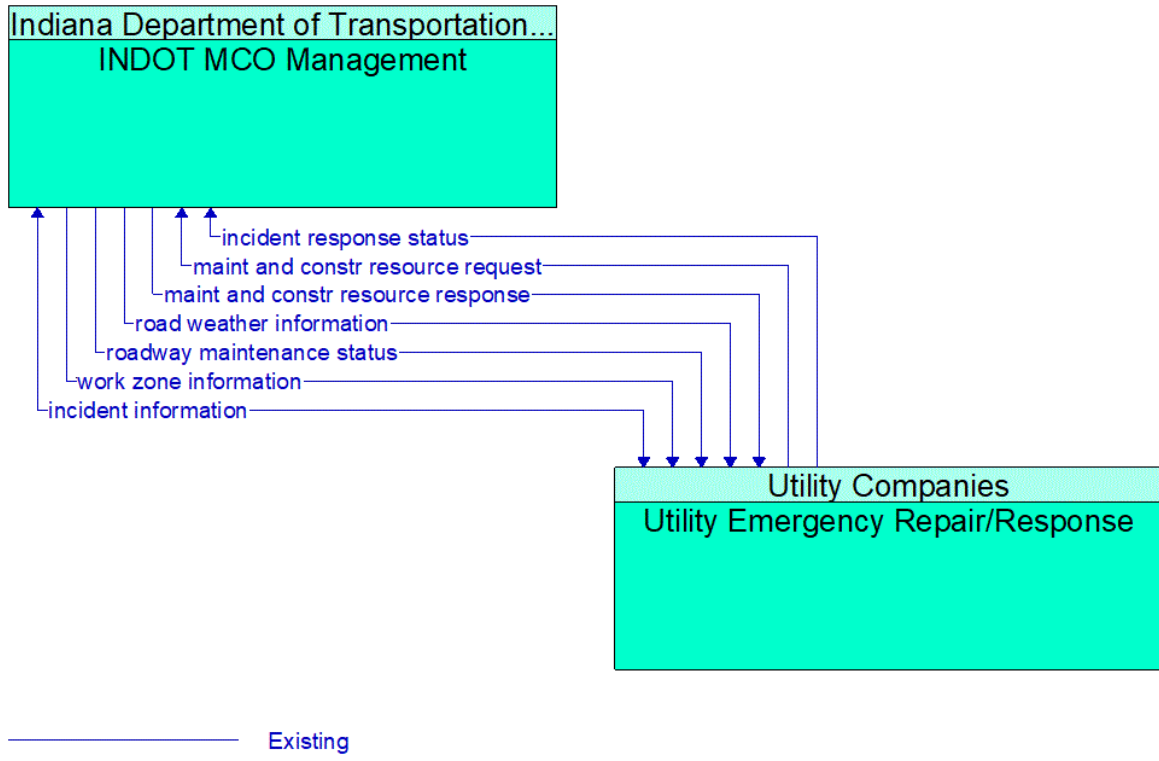 Indiana Department of Transportation...
INDOT MCO Management
incident response status
maint and constr resource request
maint and constr resource response
road weather information
roadway maintenance status
work zone information
incident information
Utility Companies
Utility Emergency Repair/Response
Existing